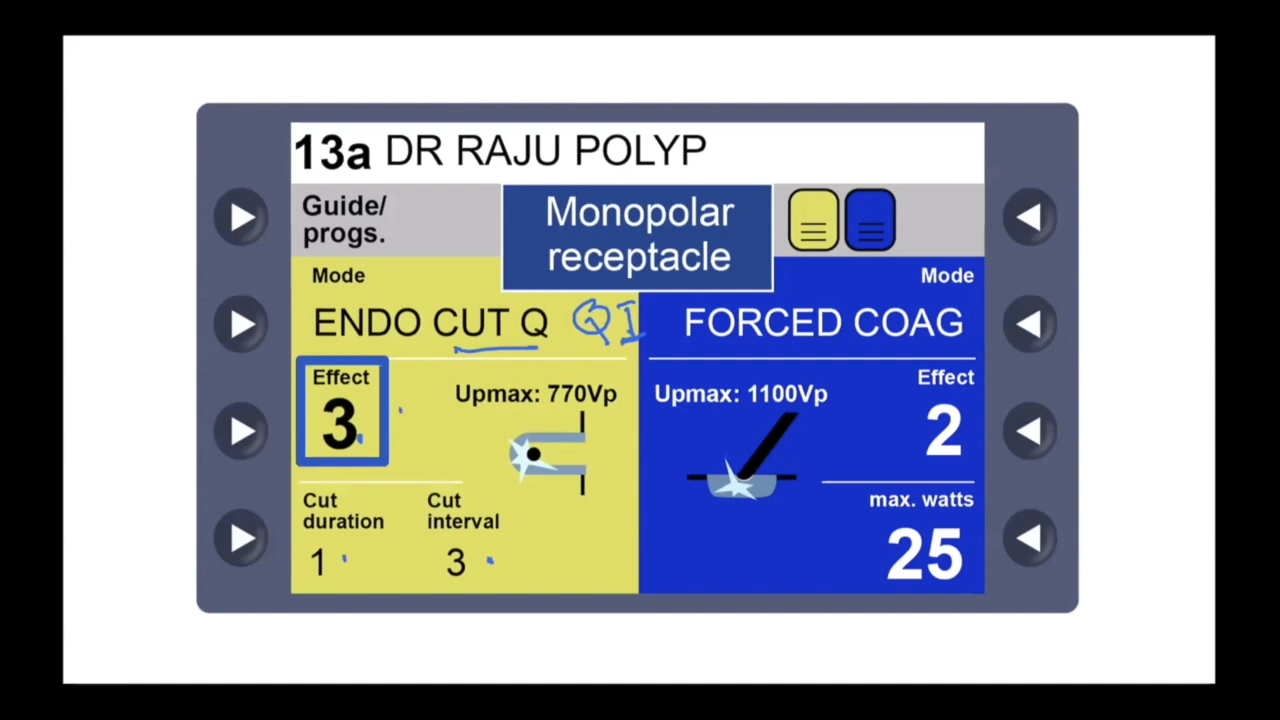 13a DR RAJU POLYP
Guide/
progs.
Monopolar
receptacle
Mode
ENDO CUT Q
Q I
Effect
3
Upmax: 770Vp
Cut
duration
1
Cut
interval
3
Mode
FORCED COAG
Upmax: 1100Vp
Effect
2
max. watts
25